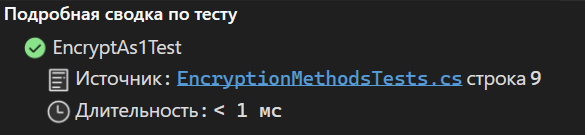 Подробная сводка по тесту
EncryptAs1Test
Источник: EncryptionMethodsTests.cs строка 9
Длительность: < 1 мс